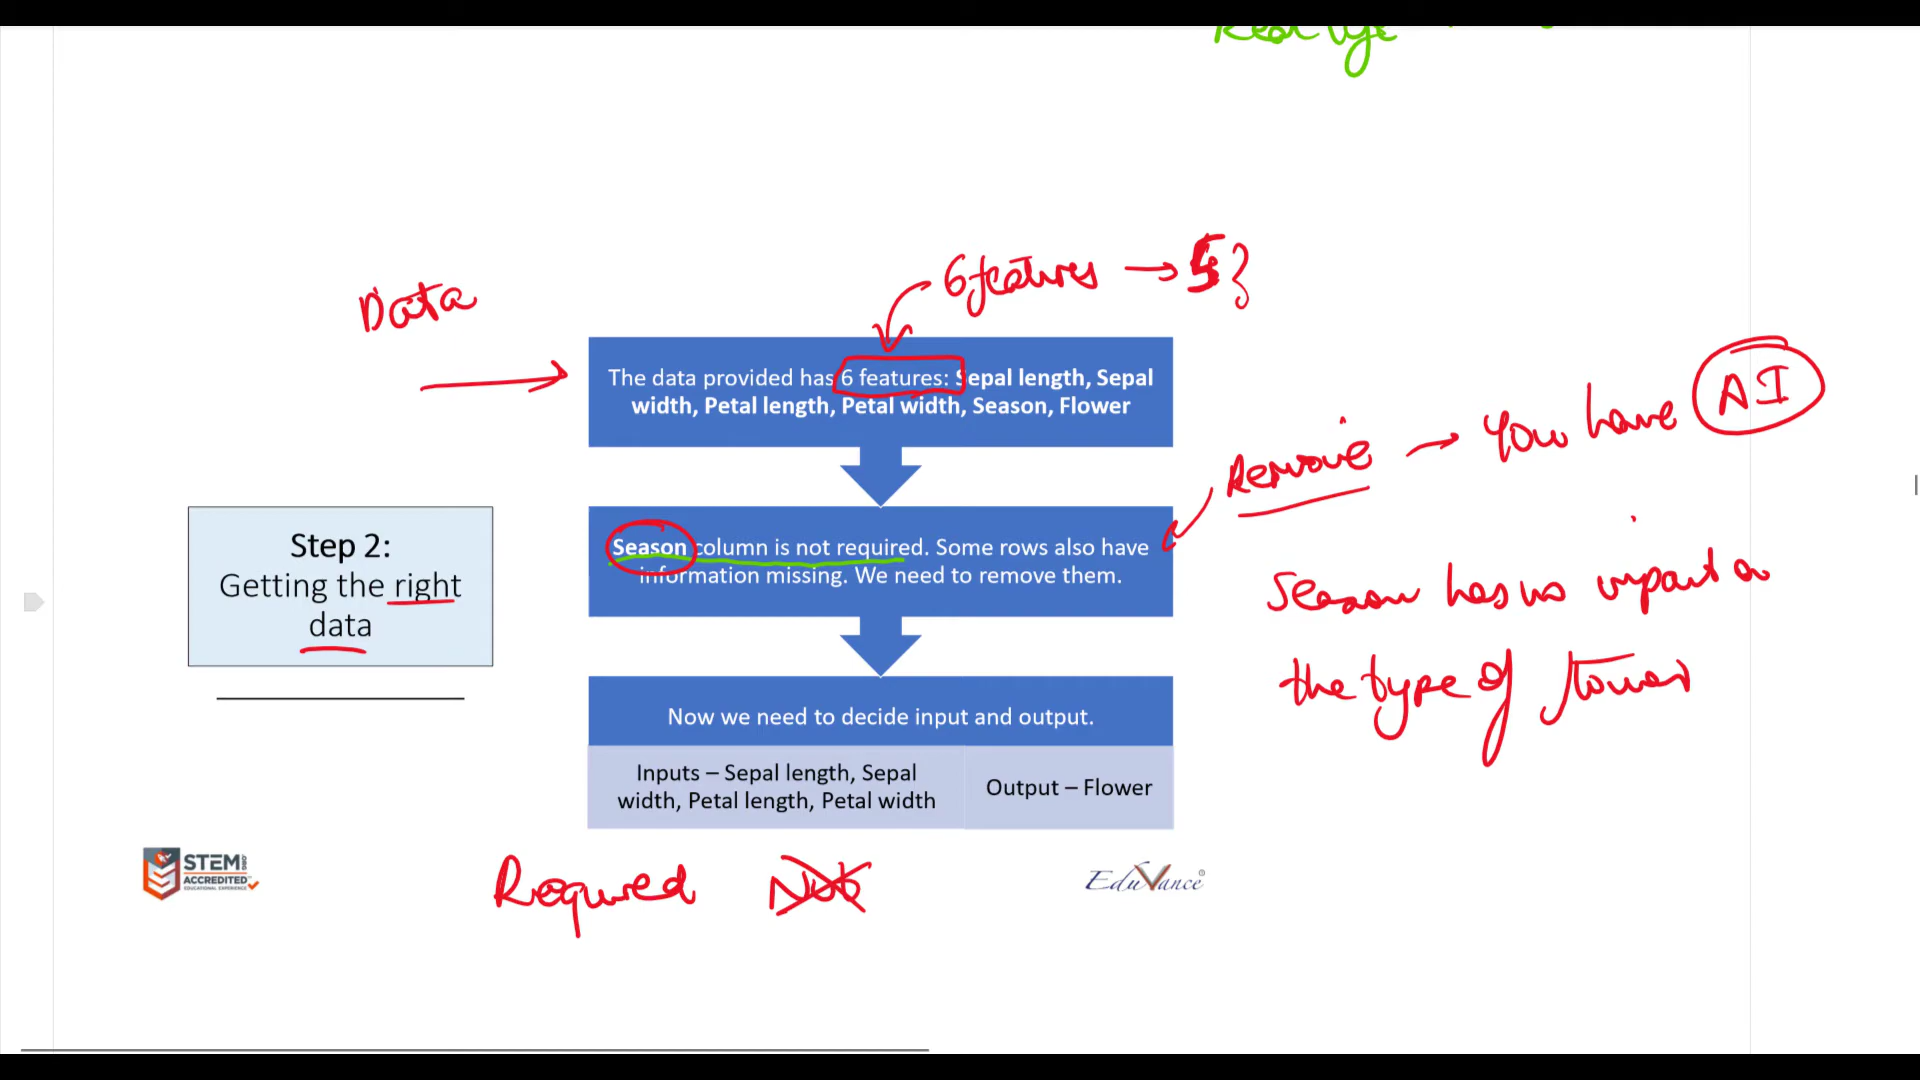 Real
6 features → 5
Data
The data provided has 6 features: Sepal length, Sepal
width, Petal length, Petal width, Season, Flower
Remove → You have AI
Step 2:
Getting the right
data
Season column is not required. Some rows also have
information missing. We need to remove them.
Season has no impact on
the type of flower
Now we need to decide input and output.
Inputs – Sepal length, Sepal
width, Petal length, Petal width
Output – Flower
STEM
ACCREDITED
EDUCATIONAL EXPERIENCE
Required
EduVance